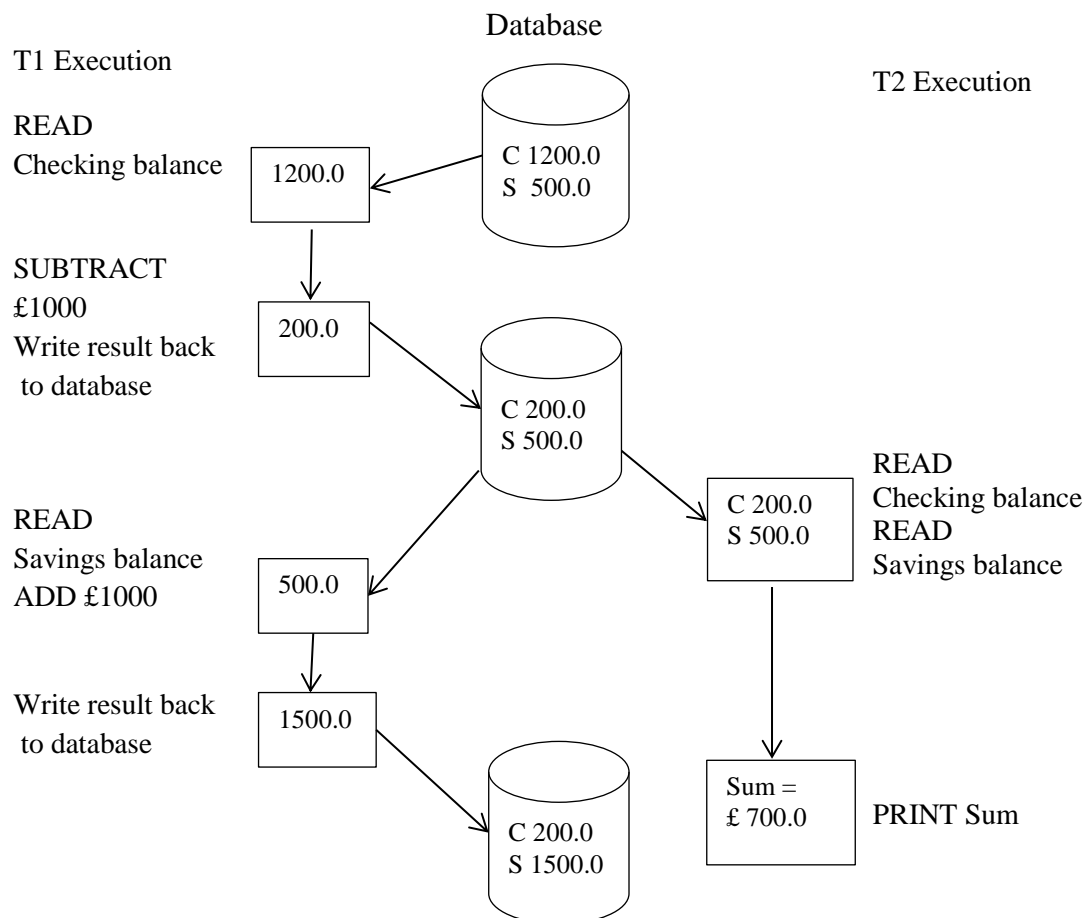 Database
T1 Execution
T2 Execution
READ
Checking balance
1200.0
C 1200.0
S 500.0
SUBTRACT
£1000
Write result back
to database
200.0
C 200.0
S 500.0
READ
Checking balance
READ
Savings balance
C 200.0
S 500.0
READ
Savings balance
ADD £1000
500.0
Write result back
to database
1500.0
C 200.0
S 1500.0
Sum =
£ 700.0
PRINT Sum